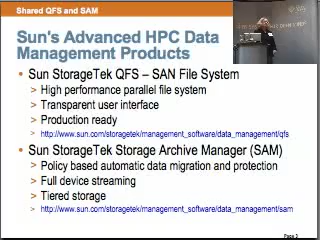 Shared QFS and SAM
Sun's Advanced HPC Data
Management Products
• Sun StorageTek QFS – SAN File System
> High performance parallel file system
> Transparent user interface
> Production ready
> http://www.sun.com/storagetek/management_software/data_management/qfs
• Sun StorageTek Storage Archive Manager (SAM)
> Policy based automatic data migration and protection
> Full device streaming
> Tiered storage
> http://www.sun.com/storagetek/management_software/data_management/sam
Page 3